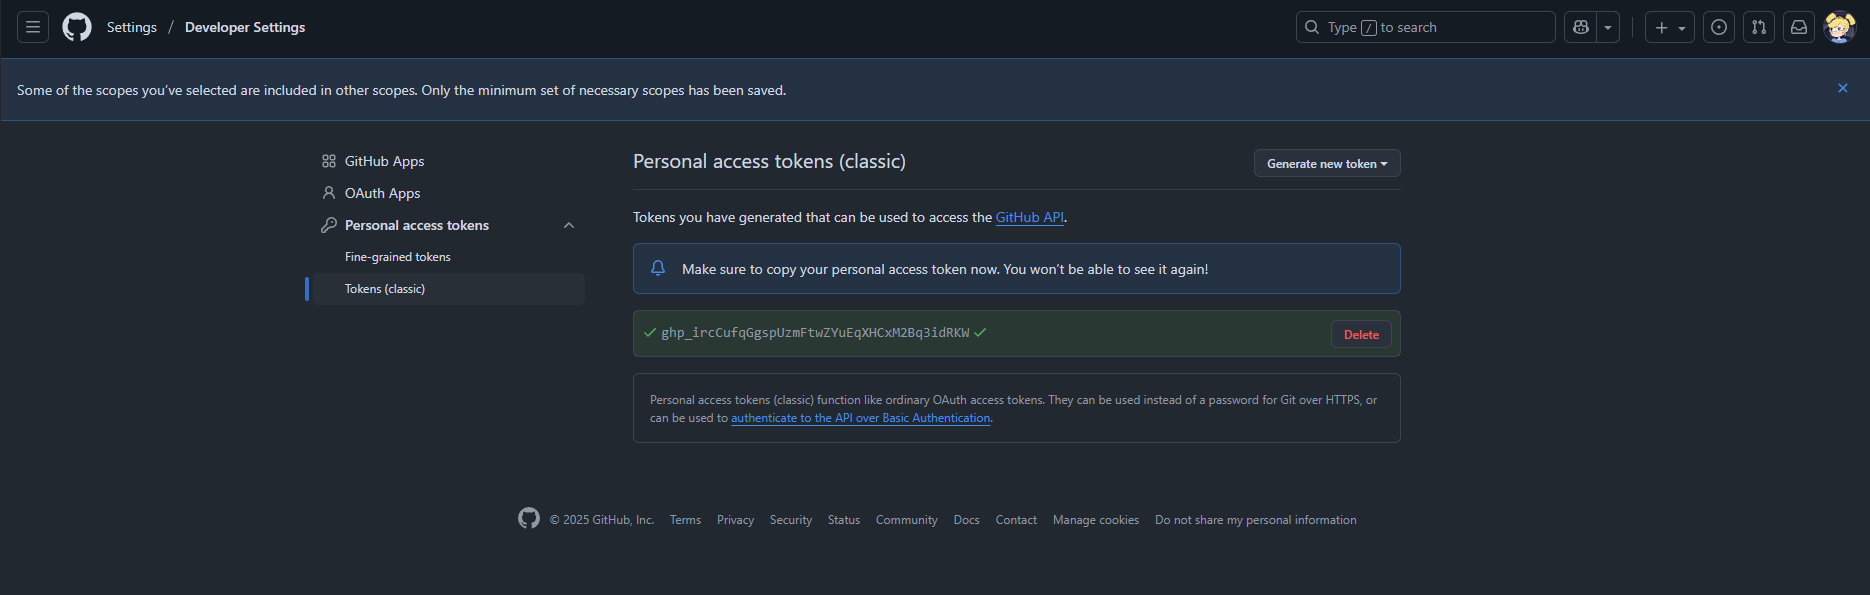 Settings / Developer Settings
Type / to search
Some of the scopes you’ve selected are included in other scopes. Only the minimum set of necessary scopes has been saved.
GitHub Apps
OAuth Apps
Personal access tokens
Fine-grained tokens
Tokens (classic)
Personal access tokens (classic)
Generate new token
Tokens you have generated that can be used to access the GitHub API.
Make sure to copy your personal access token now. You won’t be able to see it again!
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
Delete
Personal access tokens (classic) function like ordinary OAuth access tokens. They can be used instead of a password for Git over HTTPS, or
can be used to authenticate to the API over Basic Authentication.
© 2025 GitHub, Inc. Terms Privacy Security Status Community Docs Contact Manage cookies Do not share my personal information